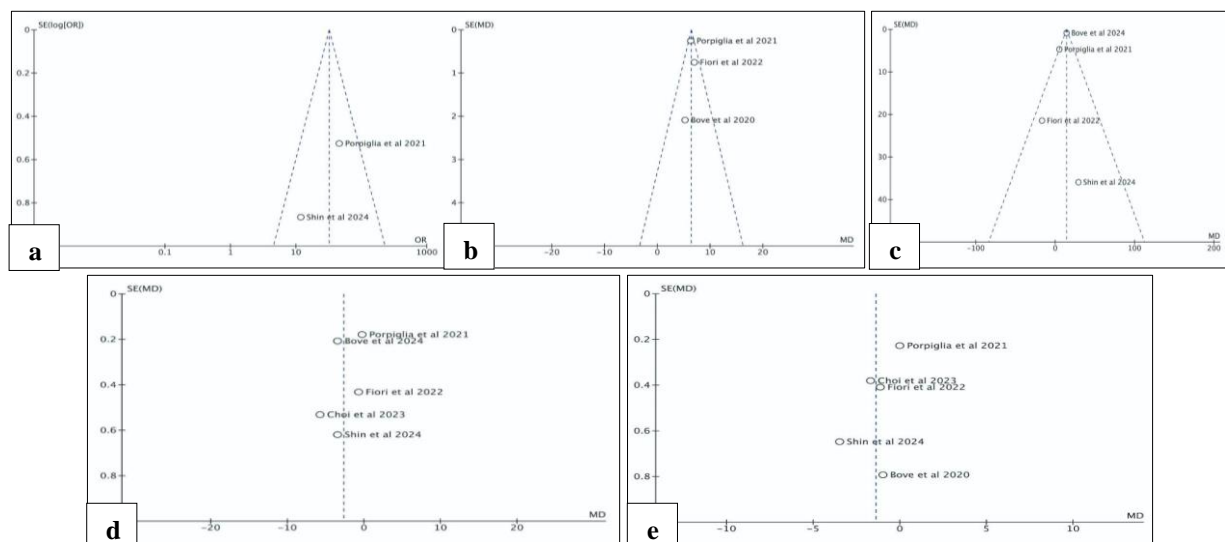 SE(log[OR])
0
0.2
0.4
0.6
0.8
Porpiglia et al 2021
Shin et al 2024
0.1
1
10
1000
OR
a
SE(MD)
0
1
2
3
4
Porpiglia et al 2021
Fiori et al 2022
Bove et al 2020
-20
-10
0
10
20
MD
b
SE(MD)
0
10
20
30
40
Bove et al 2024
Porpiglia et al 2021
Fiori et al 2022
Shin et al 2024
-100
0
100
200
MD
c
SE(MD)
0
0.2
0.4
0.6
0.8
Porpiglia et al 2021
Bove et al 2024
Fiori et al 2022
Choi et al 2023
Shin et al 2024
-20
-10
0
10
20
MD
d
SE(MD)
0
0.2
0.4
0.6
0.8
Porpiglia et al 2021
Choi et al 2023
Fiori et al 2022
Shin et al 2024
Bove et al 2020
-10
-5
0
5
10
MD
e